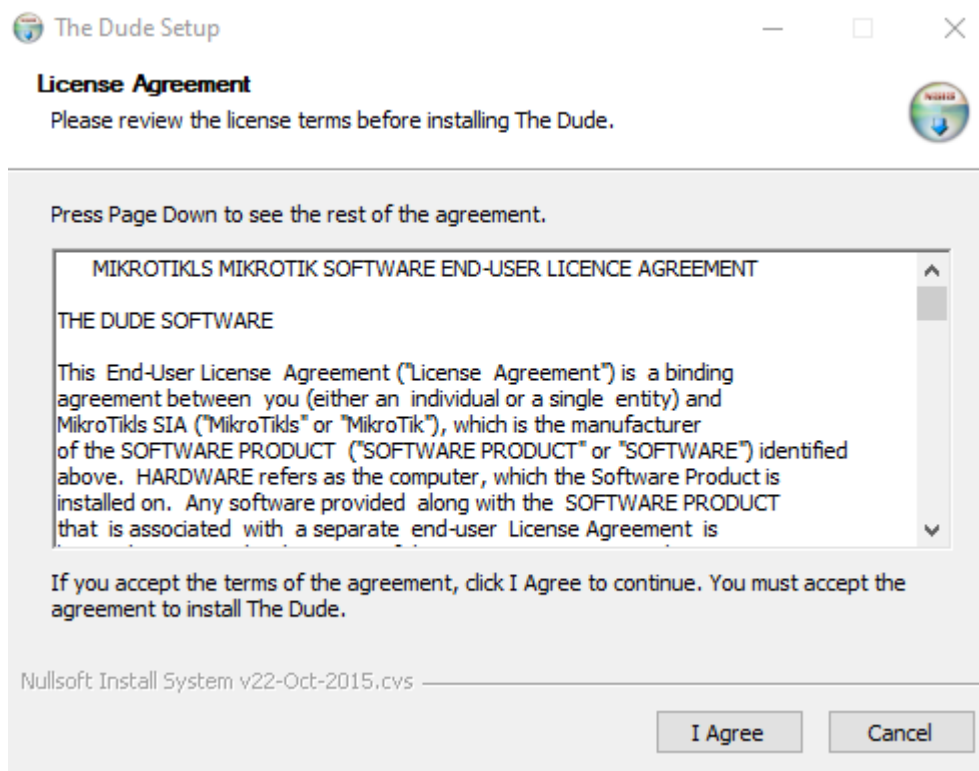 The Dude Setup
License Agreement
Please review the license terms before installing The Dude.
Press Page Down to see the rest of the agreement.
MIKROTIKLS MIKROTIK SOFTWARE END-USER LICENCE AGREEMENT
THE DUDE SOFTWARE
This End-User License Agreement ("License Agreement") is a binding
agreement between you (either an individual or a single entity) and
MikroTikls SIA ("MikroTikls" or "MikroTik"), which is the manufacturer
of the SOFTWARE PRODUCT ("SOFTWARE PRODUCT" or "SOFTWARE") identified
above. HARDWARE refers as the computer, which the Software Product is
installed on. Any software provided along with the SOFTWARE PRODUCT
that is associated with a separate end-user License Agreement is
If you accept the terms of the agreement, click I Agree to continue. You must accept the
agreement to install The Dude.
Nullsoft Install System v22-Oct-2015.cvs
I Agree
Cancel